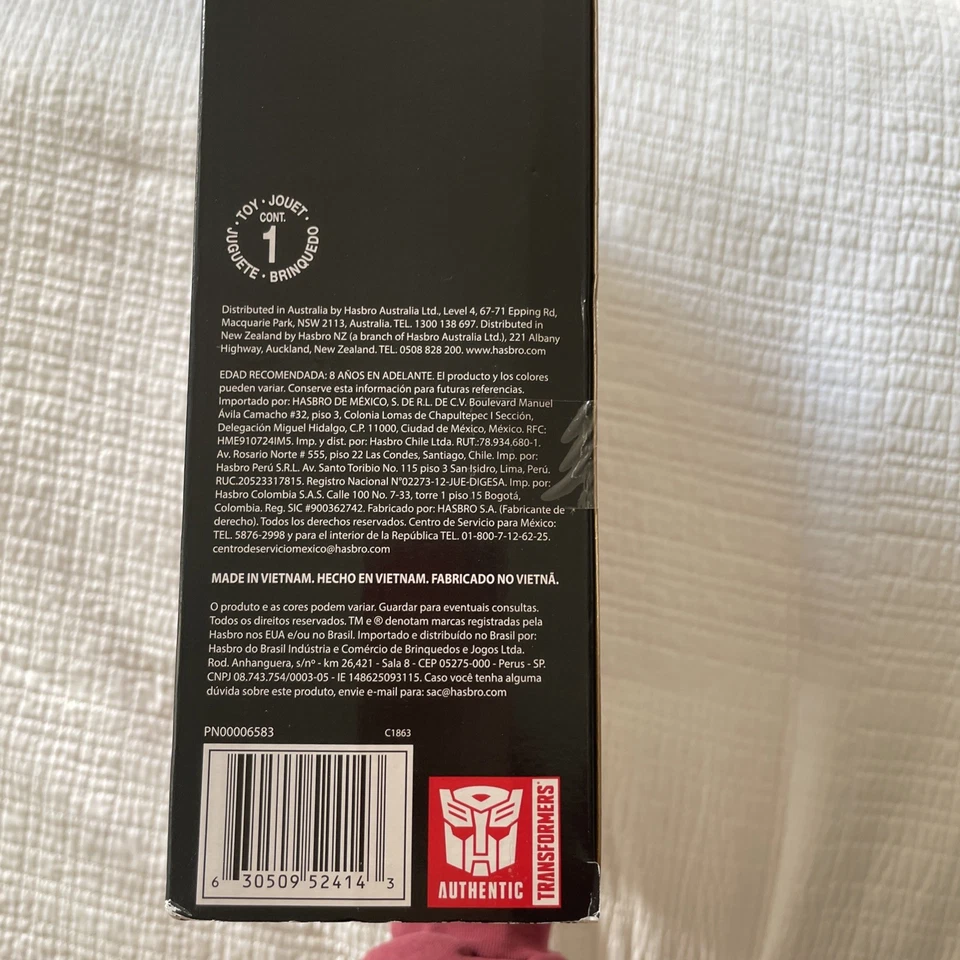 TOY · JOUET ·
CONT.
1
JUGUETE · BRINQUEDO
Distributed in Australia by Hasbro Australia Ltd., Level 4, 67-71 Epping Rd,
Macquarie Park, NSW 2113, Australia. TEL. 1300 138 697. Distributed in
New Zealand by Hasbro NZ (a branch of Hasbro Australia Ltd.), 221 Albany
Highway, Auckland, New Zealand. TEL. 0508 828 200. www.hasbro.com
EDAD RECOMENDADA: 8 AÑOS EN ADELANTE. El producto y los colores
pueden variar. Conserve esta información para futuras referencias.
Importado por: HASBRO DE MÉXICO, S. DE R.L. DE C.V. Boulevard Manuel
Ávila Camacho #32, piso 3, Colonia Lomas de Chapultepec I Sección,
Delegación Miguel Hidalgo, C.P. 11000, Ciudad de México, México. RFC:
HME910724IM5. Imp. y dist. por: Hasbro Chile Ltda. RUT.:78.934.680-1.
Av. Rosario Norte # 555, piso 22 Las Condes, Santiago, Chile. Imp. por:
Hasbro Perú S.R.L. Av. Santo Toribio No. 115 piso 3 San Isidro, Lima, Perú.
RUC.20523317815. Registro Nacional N°02273-12-JUE-DIGESA. Imp. por:
Hasbro Colombia S.A.S. Calle 100 No. 7-33, torre 1 piso 15 Bogotá,
Colombia. Reg. SIC #900362742. Fabricado por: HASBRO S.A. (Fabricante de
derecho). Todos los derechos reservados. Centro de Servicio para México:
TEL. 5876-2998 y para el interior de la República TEL. 01-800-7-12-62-25.
centrodeserviciomexico@hasbro.com
MADE IN VIETNAM. HECHO EN VIETNAM. FABRICADO NO VIETNÃ.
O produto e as cores podem variar. Guardar para eventuais consultas.
Todos os direitos reservados. TM e ® denotam marcas registradas pela
Hasbro nos EUA e/ou no Brasil. Importado e distribuído no Brasil por:
Hasbro do Brasil Indústria e Comércio de Brinquedos e Jogos Ltda.
Rod. Anhanguera, s/nº - km 26,421 - Sala 8 - CEP 05275-000 - Perus - SP.
CNPJ 08.743.754/0003-05 - IE 148625093115. Caso você tenha alguma
dúvida sobre este produto, envie e-mail para: sac@hasbro.com
PN00006583 C1863
6 30509 52414 3
AUTHENTIC
TRANSFORMERS